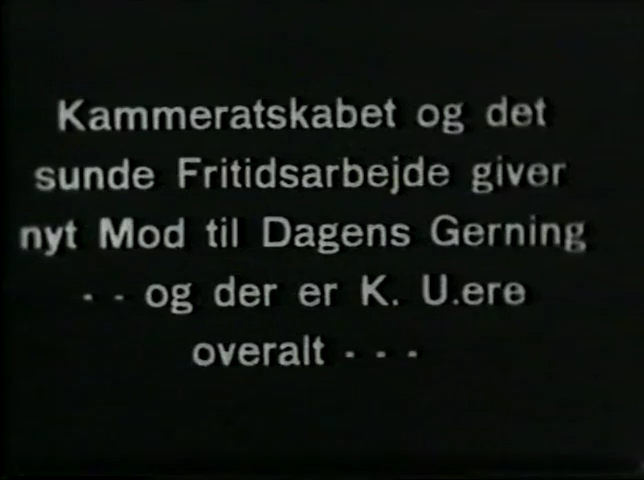 Kammeratskabet og det
sunde Fritidsarbejde giver
nyt Mod til Dagens Gerning
- - og der er K. U.ere
overalt - - -